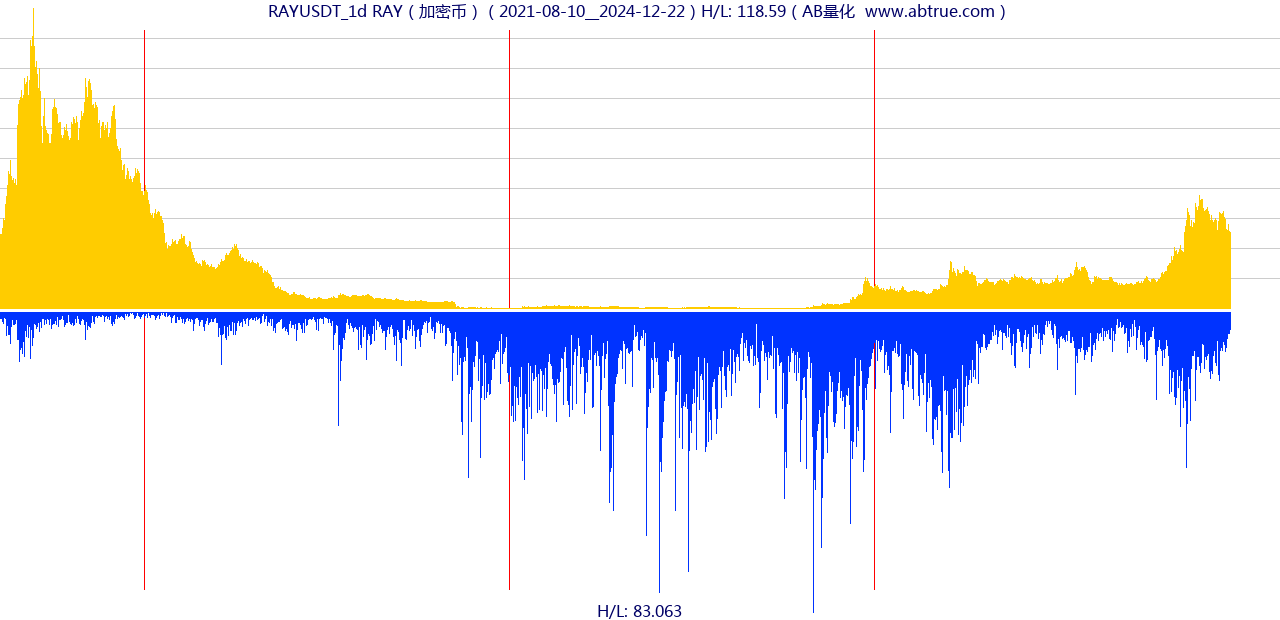 RAYUSDT_1d RAY ( 加密币 ) ( 2021-08-10__2024-12-22 ) H/L: 118.59 ( AB量化  www.abtrue.com )
H/L: 83.063